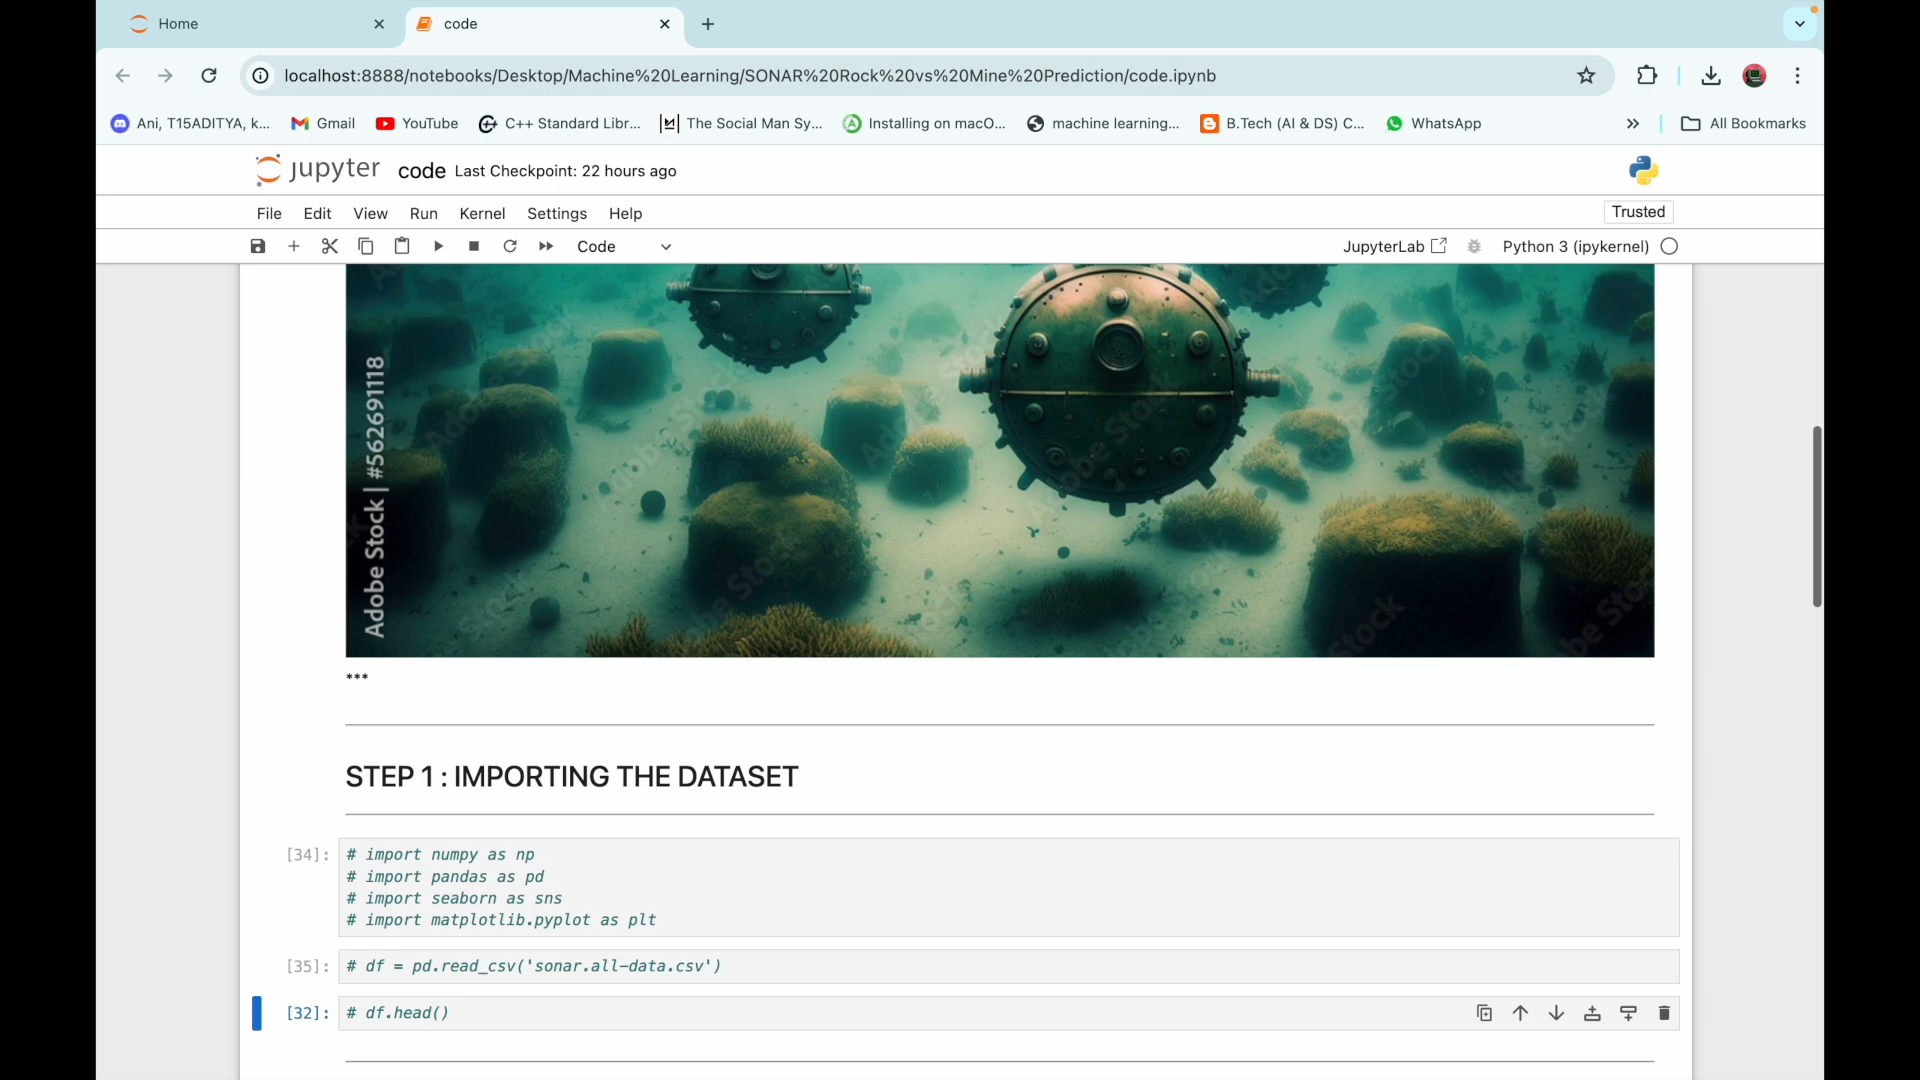 Home
code
localhost:8888/notebooks/Desktop/Machine%20Learning/SONAR%20Rock%20vs%20Mine%20Prediction/code.ipynb
Ani, T15ADITYA, k... Gmail YouTube C++ Standard Libr... The Social Man Sy... Installing on macO... machine learning... B.Tech (AI & DS) C... WhatsApp » All Bookmarks
jupyter code Last Checkpoint: 22 hours ago
File Edit View Run Kernel Settings Help Trusted
Code JupyterLab Python 3 (ipykernel)
Adobe Stock | #562691118
***
STEP 1 : IMPORTING THE DATASET
[34]: # import numpy as np
# import pandas as pd
# import seaborn as sns
# import matplotlib.pyplot as plt
[35]: # df = pd.read_csv('sonar.all-data.csv')
[32]: # df.head()